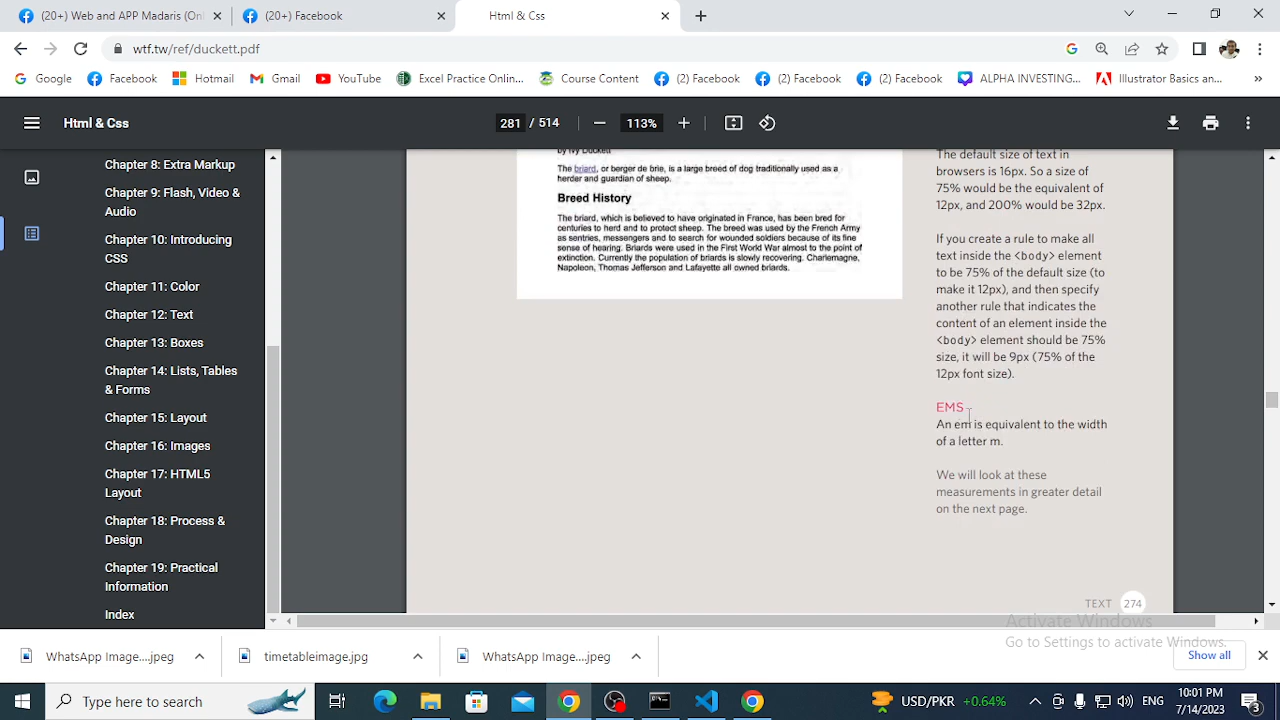 (20+) Web and APP Madaris (On
(20+) Facebook
Html & Css
wtf.tw/ref/duckett.pdf
Google
Facebook
Hotmail
Gmail
YouTube
Excel Practice Onlin...
Course Content
(2) Facebook
(2) Facebook
(2) Facebook
ALPHA INVESTING...
Illustrator Basics an...
»
Html & Css
281 / 514
113%
Chapter 8: Extra Markup
Chapter 9: Flash, Video &
Audio
Chapter 10: Introducing
CSS
Chapter 11: Color
Chapter 12: Text
Chapter 13: Boxes
Chapter 14: Lists, Tables
& Forms
Chapter 15: Layout
Chapter 16: Images
Chapter 17: HTML5
Layout
Chapter 18: Process &
Design
Chapter 19: Practical
Information
Index
by Ivy Duckett
The briard, or berger de brie, is a large breed of dog traditionally used as a
herder and guardian of sheep.
Breed History
The briard, which is believed to have originated in France, has been bred for
centuries to herd and to protect sheep. The breed was used by the French Army
as sentries, messengers and to search for wounded soldiers because of its fine
sense of hearing. Briards were used in the First World War almost to the point of
extinction. Currently the population of briards is slowly recovering. Charlemagne,
Napoleon, Thomas Jefferson and Lafayette all owned briards.
The default size of text in
browsers is 16px. So a size of
75% would be the equivalent of
12px, and 200% would be 32px.
If you create a rule to make all
text inside the <body> element
to be 75% of the default size (to
make it 12px), and then specify
another rule that indicates the
content of an element inside the
<body> element should be 75%
size, it will be 9px (75% of the
12px font size).
EMS
An em is equivalent to the width
of a letter m.
We will look at these
measurements in greater detail
on the next page.
TEXT 274
Activate Windows
Go to Settings to activate Windows.
WhatsApp Image....jpeg
timetableimage.jpg
WhatsApp Image....jpeg
Show all
Type here to search
USD/PKR +0.64%
ENG
10:01 PM
7/14/2023
3